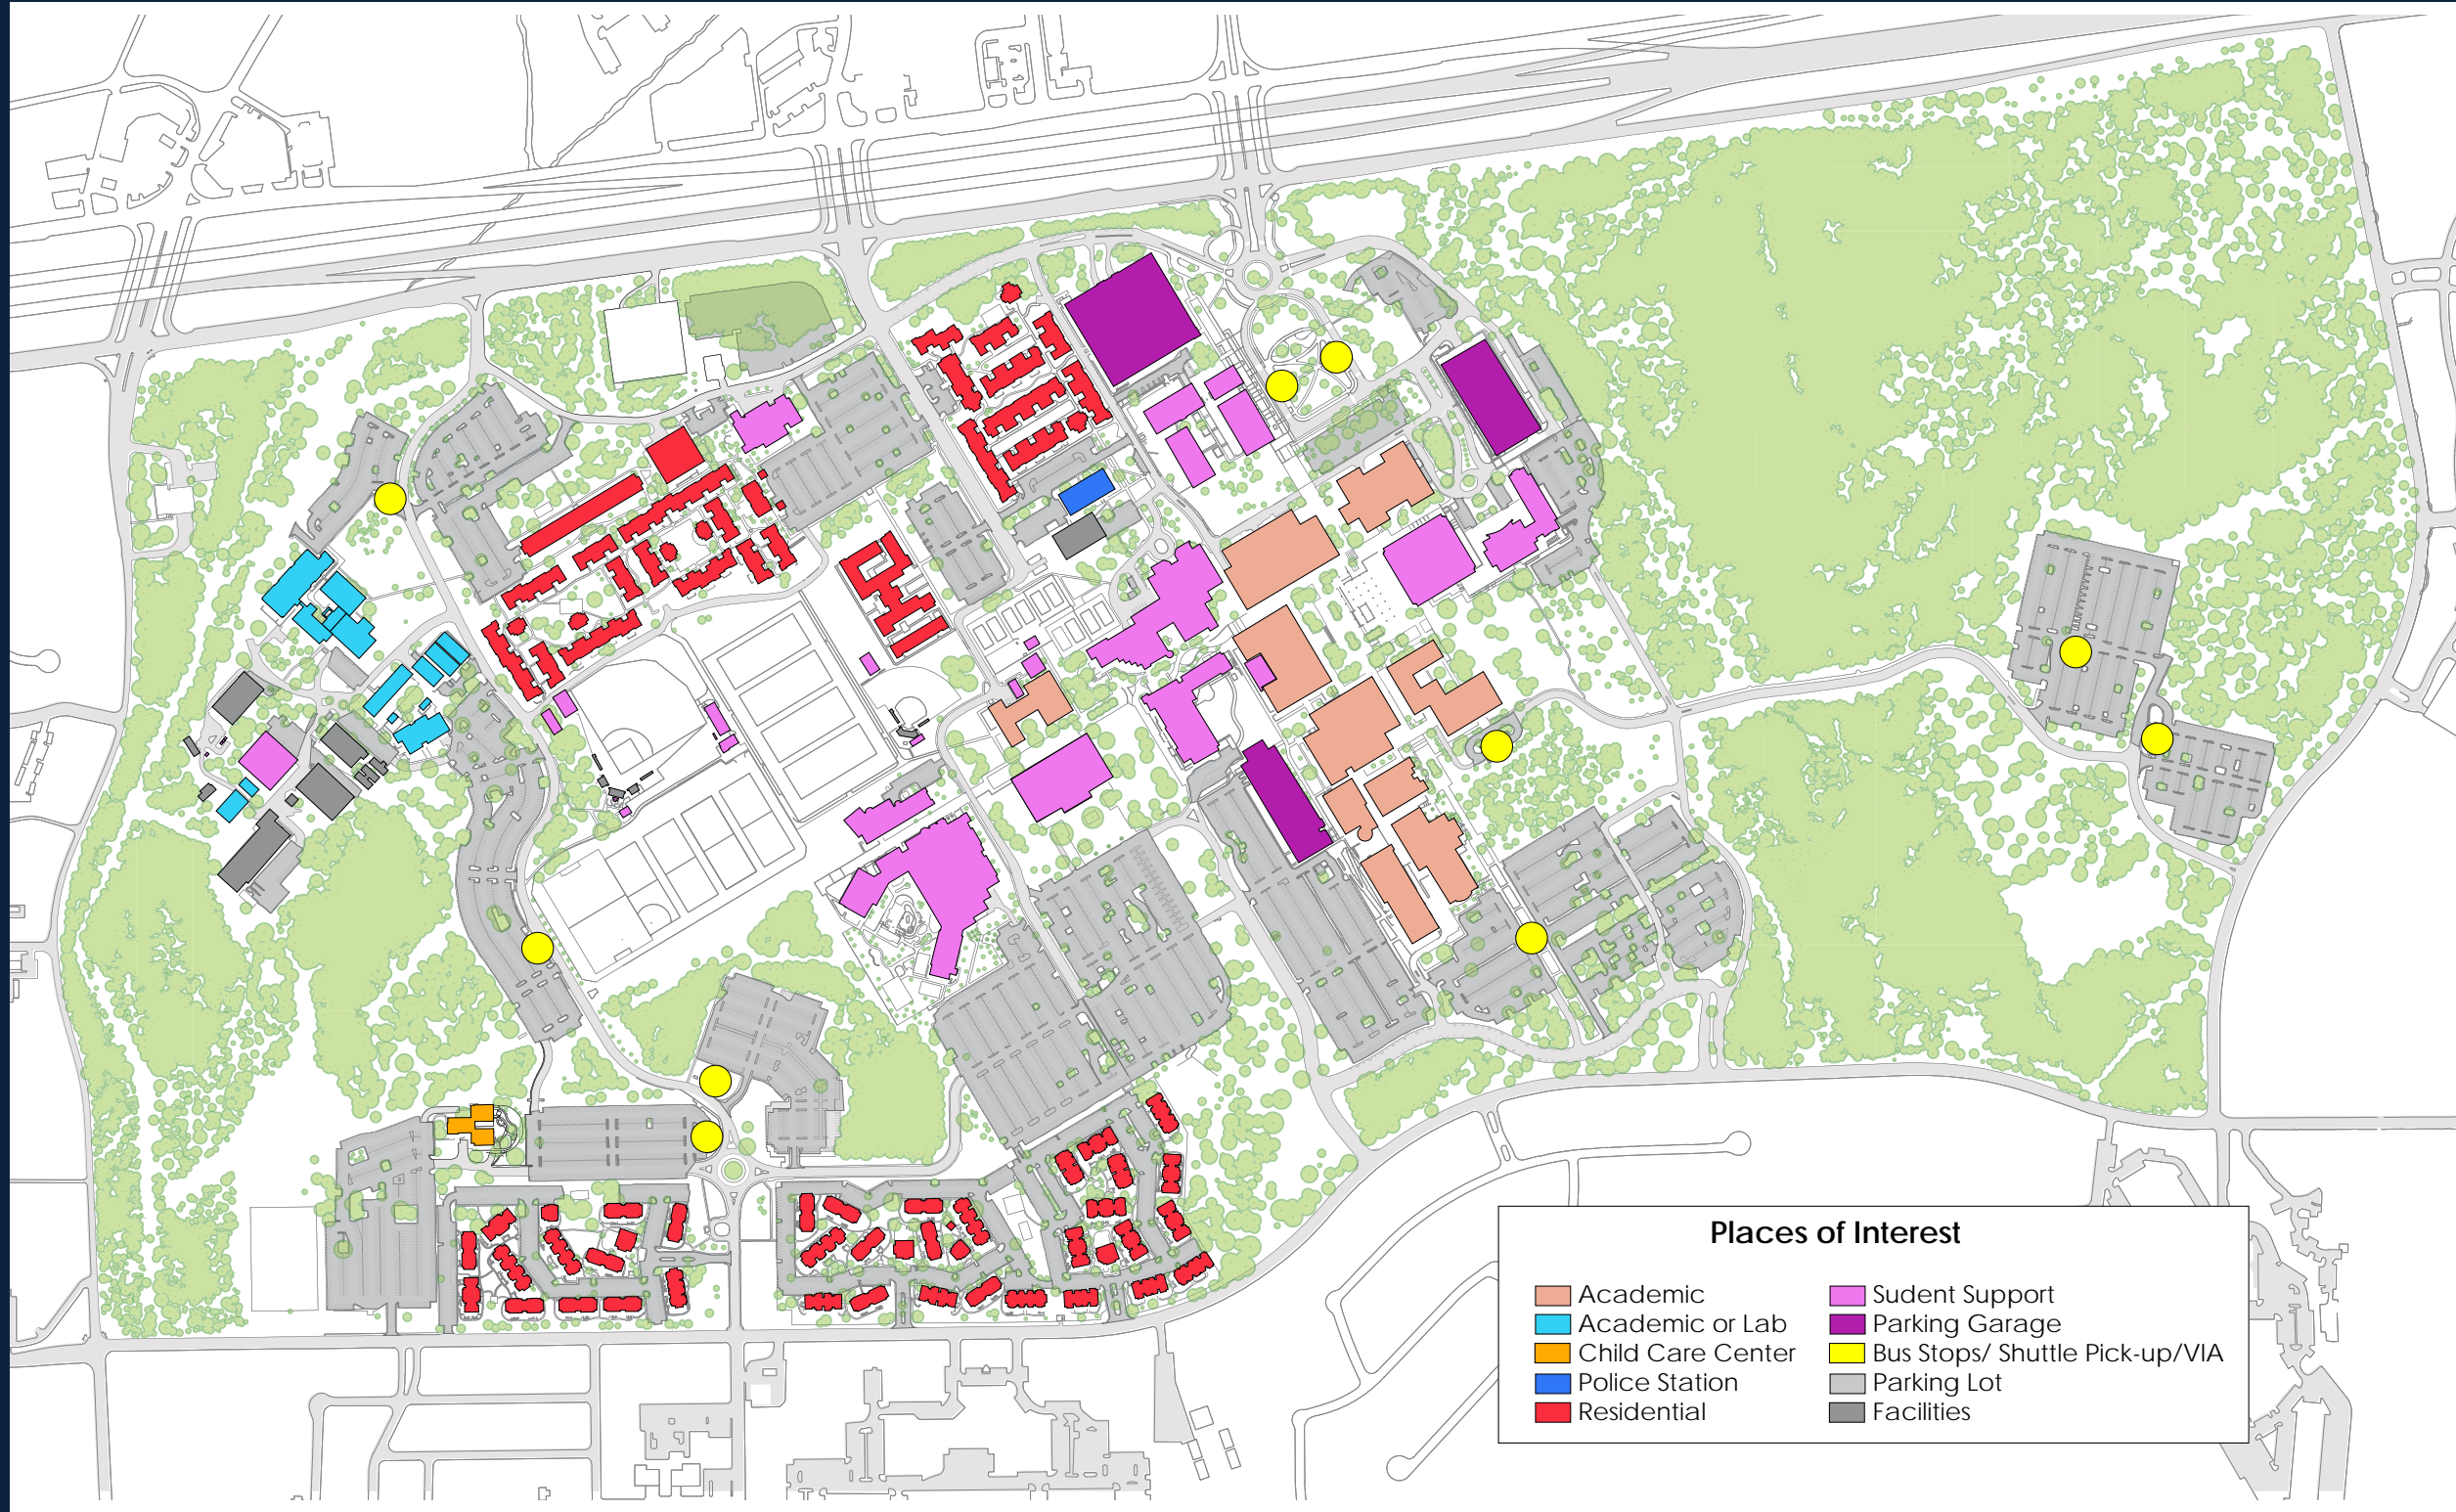 Places of Interest
Academic
Academic or Lab
Child Care Center
Police Station
Residential
Sudent Support
Parking Garage
Bus Stops/ Shuttle Pick-up/VIA
Parking Lot
Facilities